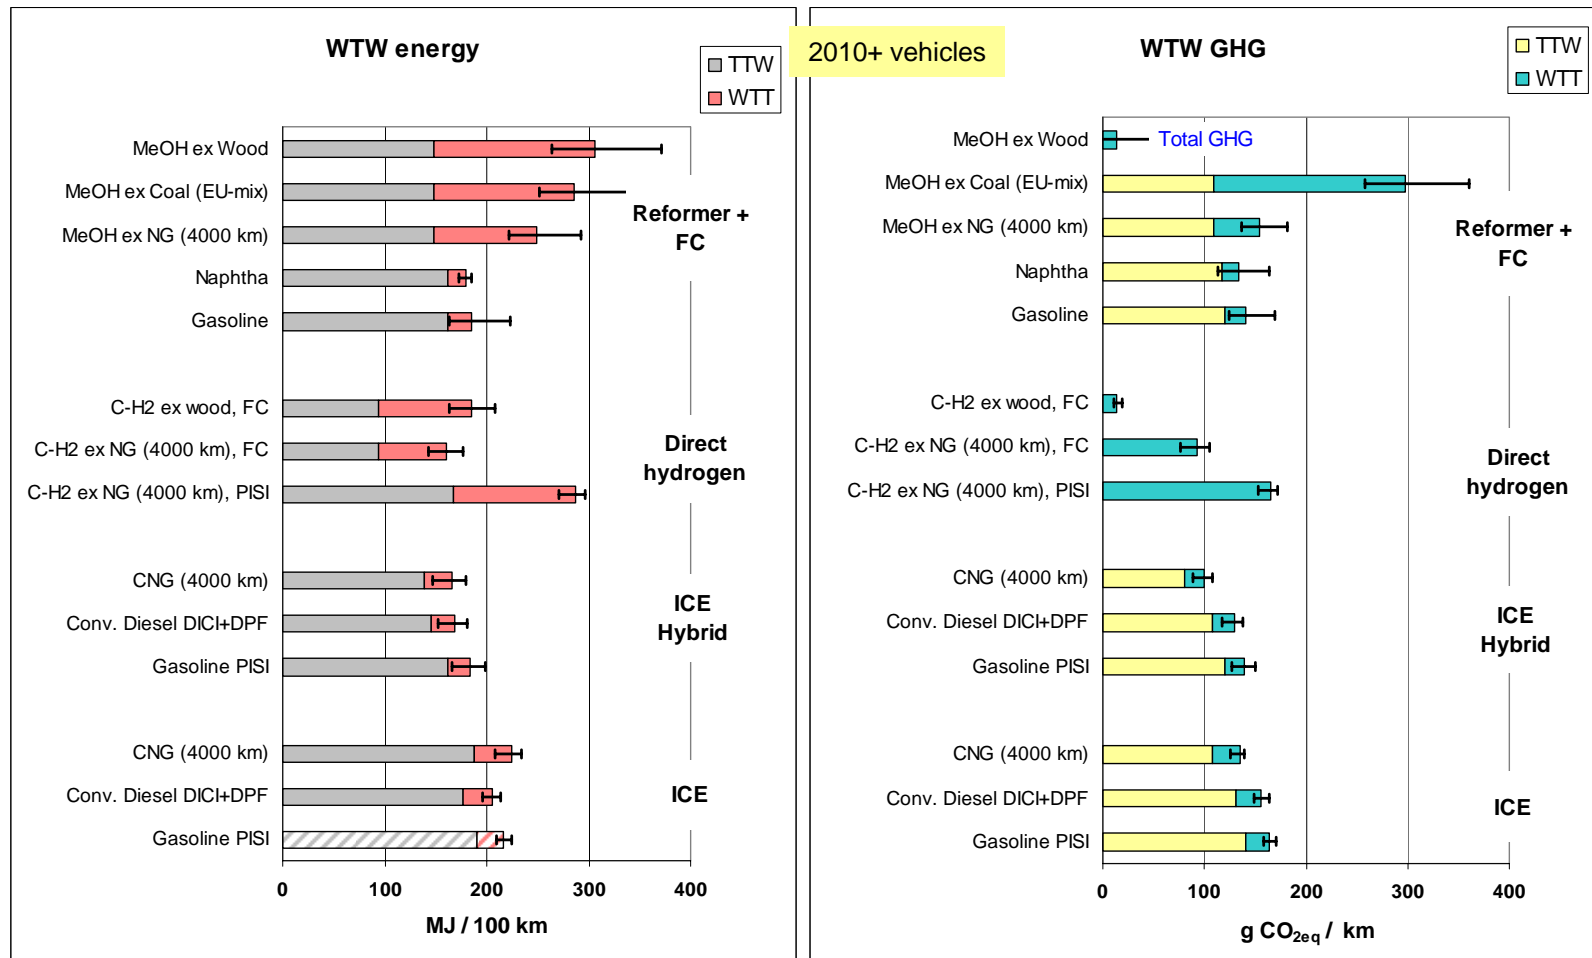 WTW energy
TTW
WTT
2010+ vehicles
MeOH ex Wood
MeOH ex Coal (EU-mix)
MeOH ex NG (4000 km)
Naphtha
Gasoline
Reformer +
FC
C-H2 ex wood, FC
C-H2 ex NG (4000 km), FC
C-H2 ex NG (4000 km), PISI
Direct
hydrogen
CNG (4000 km)
Conv. Diesel DICI+DPF
Gasoline PISI
ICE
Hybrid
CNG (4000 km)
Conv. Diesel DICI+DPF
Gasoline PISI
ICE
0 100 200 300 400
MJ / 100 km
WTW GHG
TTW
WTT
MeOH ex Wood
Total GHG
MeOH ex Coal (EU-mix)
MeOH ex NG (4000 km)
Naphtha
Gasoline
Reformer +
FC
C-H2 ex wood, FC
C-H2 ex NG (4000 km), FC
C-H2 ex NG (4000 km), PISI
Direct
hydrogen
CNG (4000 km)
Conv. Diesel DICI+DPF
Gasoline PISI
ICE
Hybrid
CNG (4000 km)
Conv. Diesel DICI+DPF
Gasoline PISI
ICE
0 100 200 300 400
g CO2eq / km